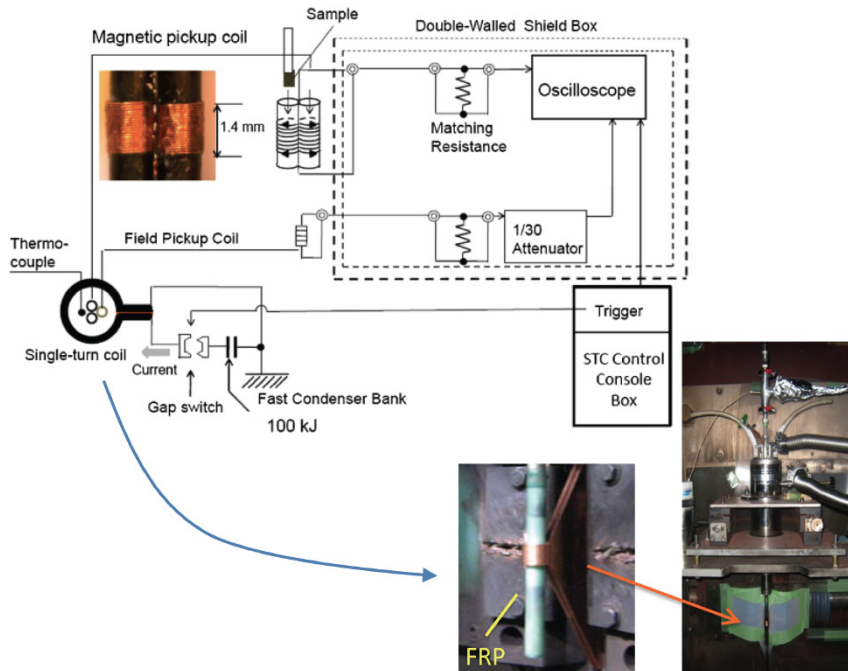 Sample
Double-Walled Shield Box
Magnetic pickup coil
Oscilloscope
1.4 mm
Matching
Resistance
1/30
Attenuator
Field Pickup Coil
Thermo-
couple
Trigger
Single-turn coil
STC Control
Console
Box
Current
Gap switch
Fast Condenser Bank
100 kJ
FRP